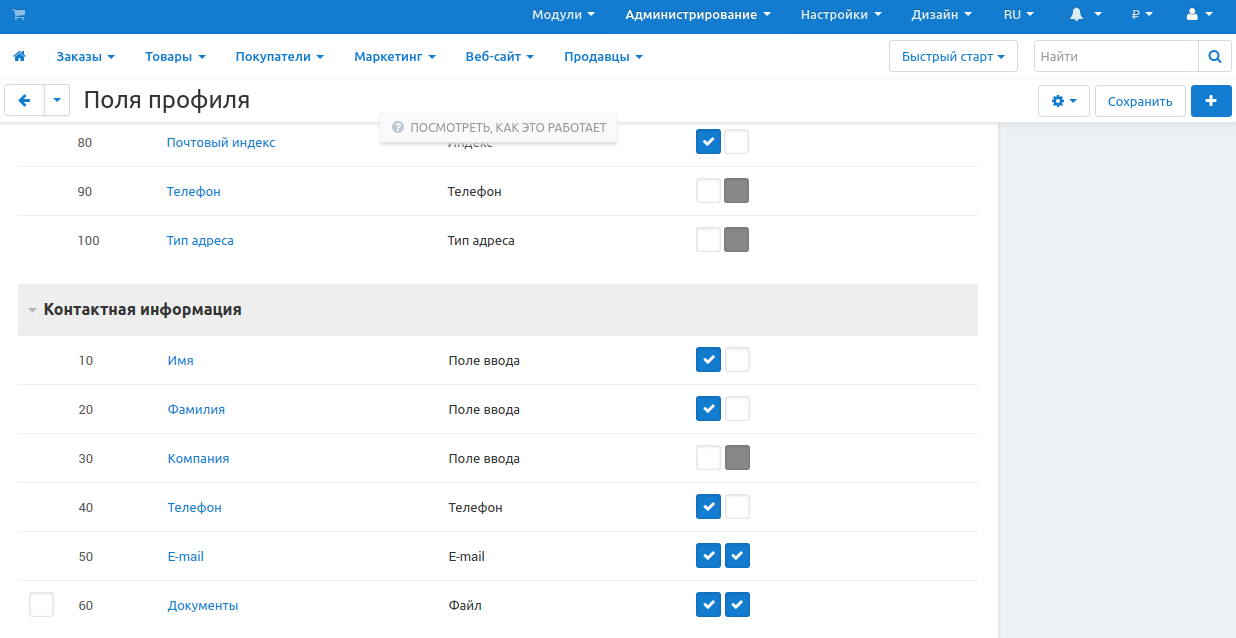 Модули Администрирование Настройки Дизайн RU ₽
Заказы Товары Покупатели Маркетинг Веб-сайт Продавцы Быстрый старт Найти
Поля профиля Сохранить
? ПОСМОТРЕТЬ, КАК ЭТО РАБОТАЕТ
80 Почтовый индекс Индекс
90 Телефон Телефон
100 Тип адреса Тип адреса
Контактная информация
10 Имя Поле ввода
20 Фамилия Поле ввода
30 Компания Поле ввода
40 Телефон Телефон
50 E-mail E-mail
60 Документы Файл